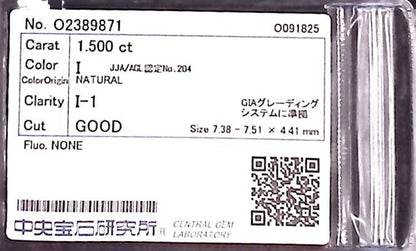 No. O2389871 O091825
Carat 1.500 ct
Color I JJA/AGL認定No.204
ColorOrigin NATURAL
Clarity I-1 GIAグレーディング
システムに準拠
Cut GOOD Size 7.38 - 7.51 × 4.41 mm
Fluo. NONE
中央宝石研究所 CENTRAL GEM
LABORATORY